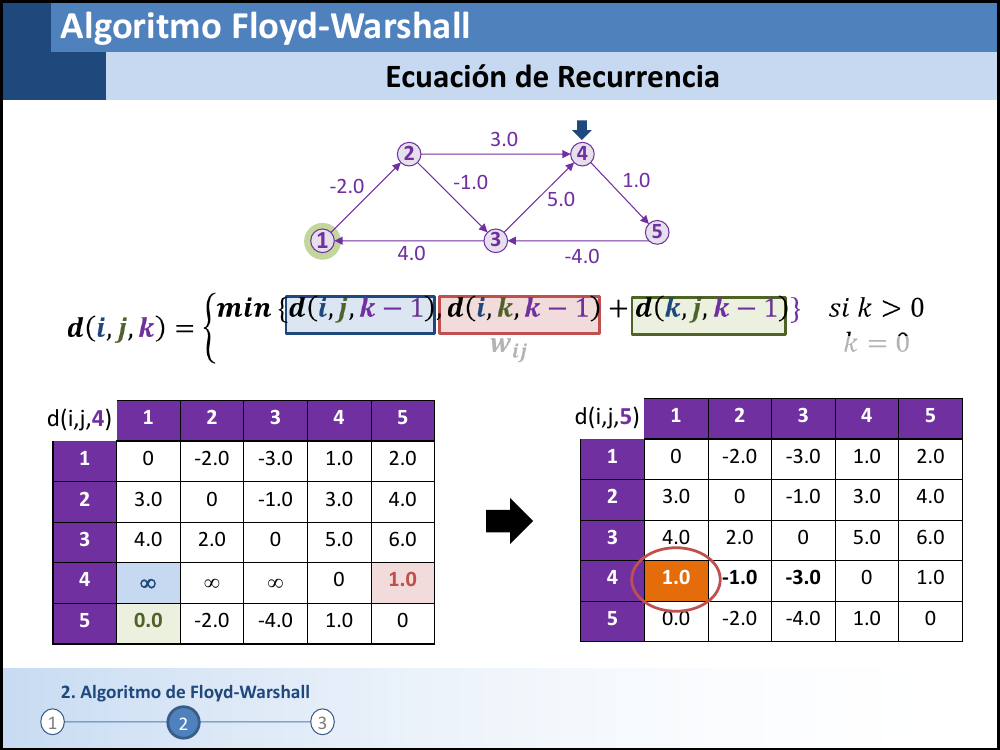 Algoritmo Floyd-Warshall
Ecuación de Recurrencia
3.0
2 4
-2.0 -1.0 5.0 1.0
1 3 5
4.0 -4.0
d(i,j,k) = { min {d(i,j,k − 1), d(i,k,k − 1) + d(k,j,k − 1)} si k > 0
w_ij k = 0
d(i,j,4) 1 2 3 4 5
1 0 -2.0 -3.0 1.0 2.0
2 3.0 0 -1.0 3.0 4.0
3 4.0 2.0 0 5.0 6.0
4 ∞ ∞ ∞ 0 1.0
5 0.0 -2.0 -4.0 1.0 0
d(i,j,5) 1 2 3 4 5
1 0 -2.0 -3.0 1.0 2.0
2 3.0 0 -1.0 3.0 4.0
3 4.0 2.0 0 5.0 6.0
4 1.0 -1.0 -3.0 0 1.0
5 0.0 -2.0 -4.0 1.0 0
2. Algoritmo de Floyd-Warshall
1 2 3